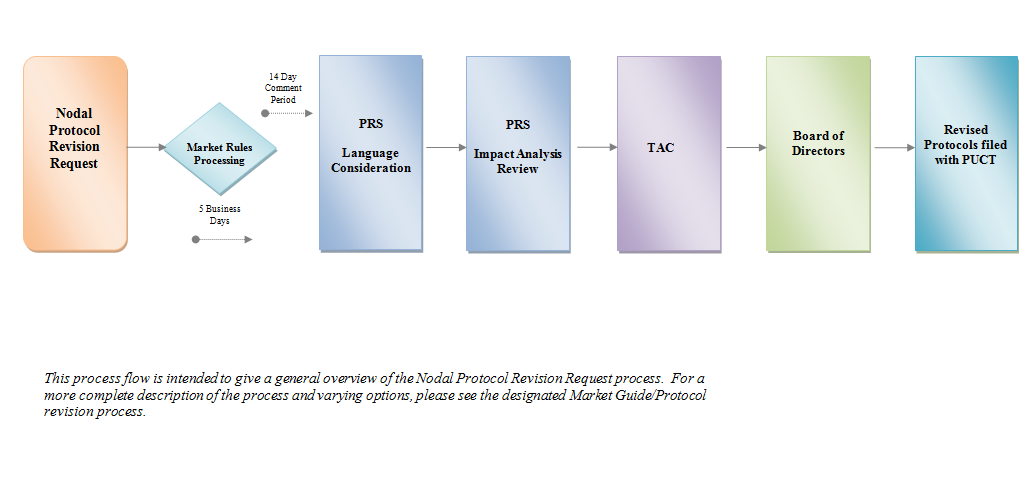 Nodal
Protocol
Revision
Request
Market Rules
Processing
5 Business
Days
14 Day
Comment
Period
PRS
Language
Consideration
PRS
Impact Analysis
Review
TAC
Board of
Directors
Revised
Protocols filed
with PUCT
This process flow is intended to give a general overview of the Nodal Protocol Revision Request process.  For a
more complete description of the process and varying options, please see the designated Market Guide/Protocol
revision process.